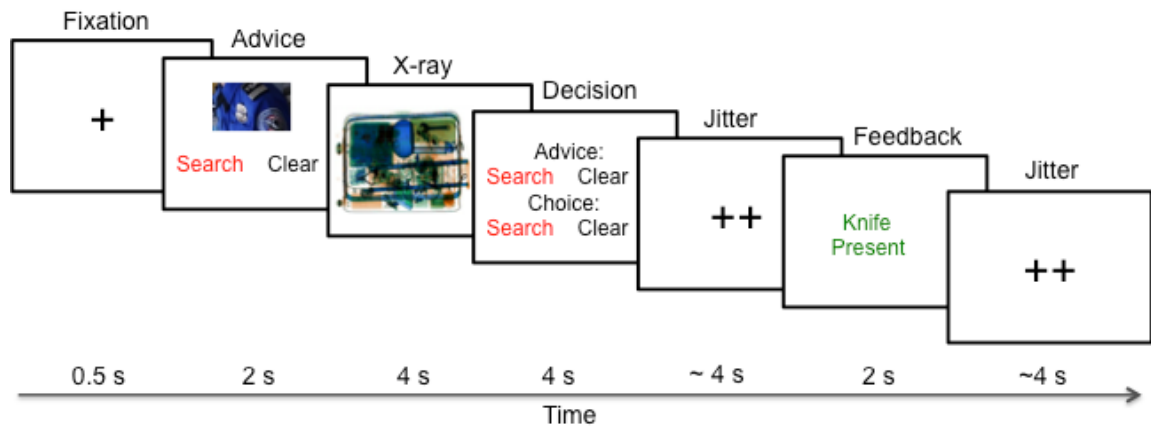 Fixation
+
Advice
Search Clear
X-ray
Decision
Advice:
Search Clear
Choice:
Search Clear
Jitter
++
Feedback
Knife
Present
Jitter
++
0.5 s 2 s 4 s 4 s ~ 4 s 2 s ~4 s
Time